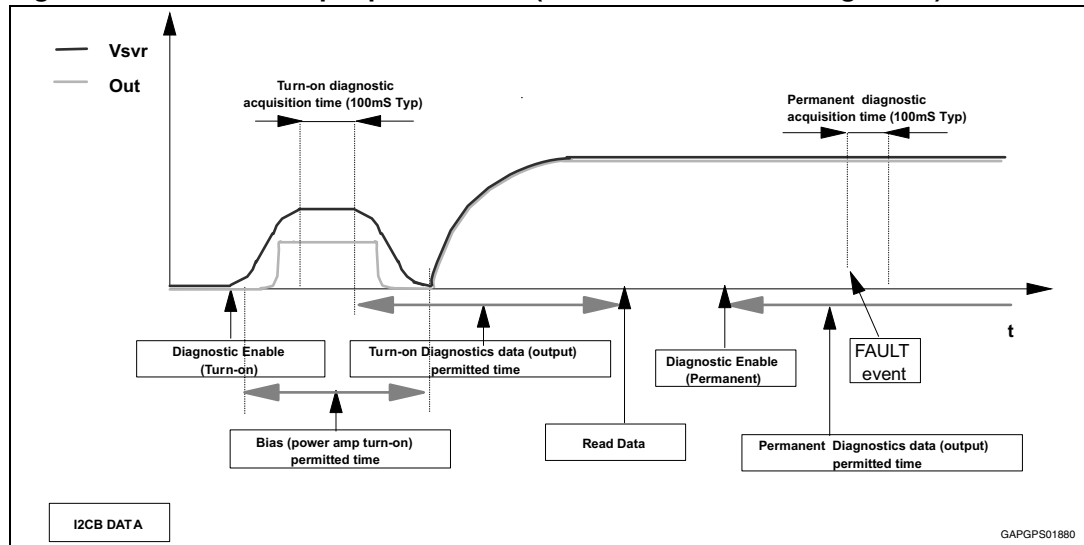 Vsvr
Out
Turn-on diagnostic
acquisition time (100mS Typ)
Permanent diagnostic
acquisition time (100mS Typ)
t
Diagnostic Enable
(Turn-on)
Turn-on Diagnostics data (output)
permitted time
Diagnostic Enable
(Permanent)
FAULT
event
Bias (power amp turn-on)
permitted time
Read Data
Permanent Diagnostics data (output)
permitted time
I2CB DATA
GAPGPS01880